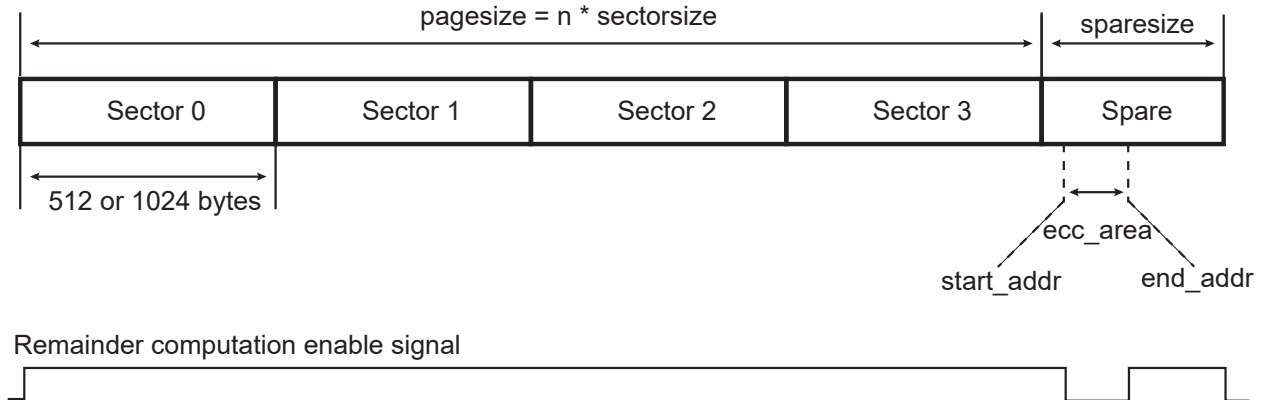 pagesize = n * sectorsize
sparesize
Sector 0
Sector 1
Sector 2
Sector 3
Spare
512 or 1024 bytes
ecc_area
start_addr
end_addr
Remainder computation enable signal